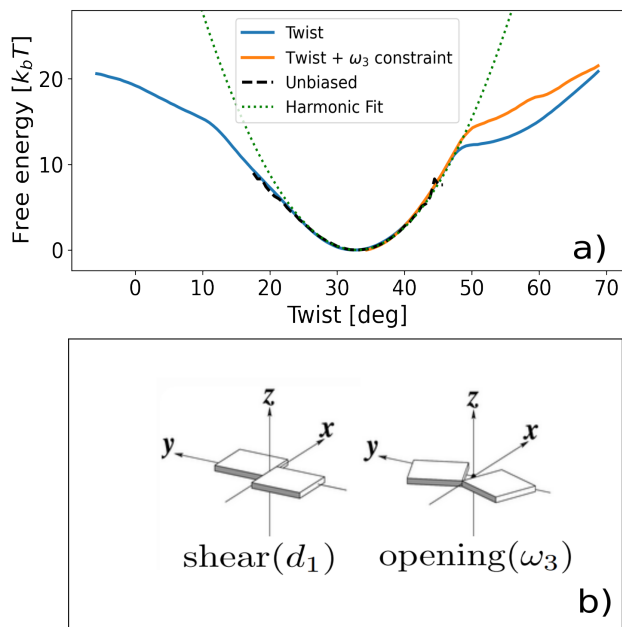 Free energy [k_bT]
20
10
0
Twist
Twist + ω₃ constraint
Unbiased
Harmonic Fit
a)
0 10 20 30 40 50 60 70
Twist [deg]
z z
x x
y y
shear(d₁) opening(ω₃)
b)